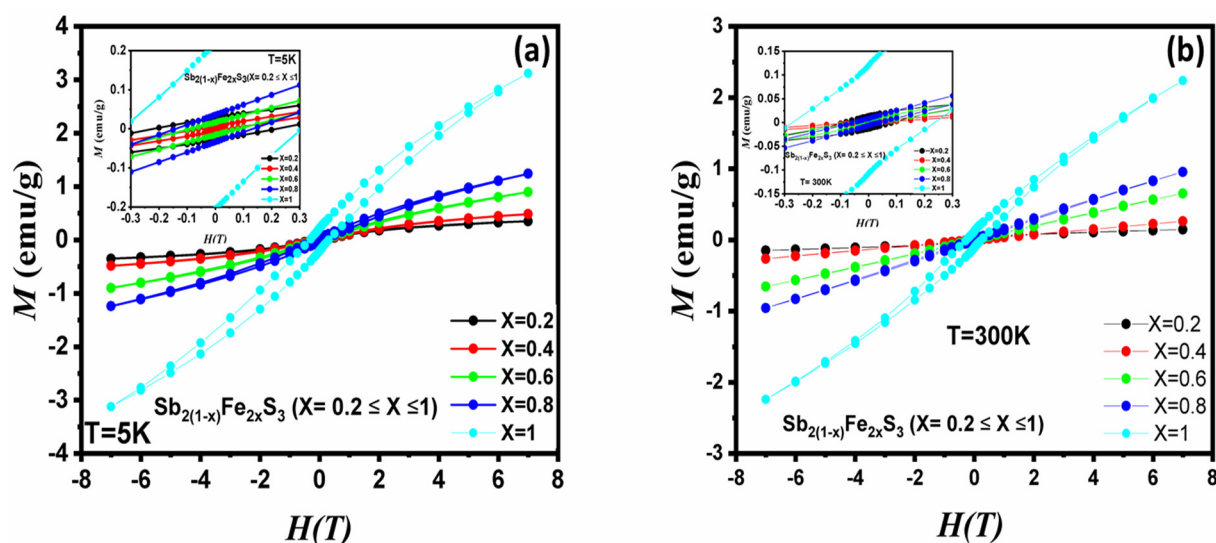 (a)
M (emu/g)
4
3
2
1
0
-1
-2
-3
-4
-8 -6 -4 -2 0 2 4 6 8
H(T)
X=0.2
X=0.4
X=0.6
X=0.8
X=1
Sb2(1-x)Fe2xS3 (X= 0.2 ≤ X ≤1)
T=5K
M (emu/g)
0.2
0.1
0
-0.1
-0.2
-0.3 -0.2 -0.1 0 0.1 0.2 0.3
H(T)
T=5K
Sb2(1-x)Fe2xS3(X= 0.2 ≤ X ≤1)
X=0.2
X=0.4
X=0.6
X=0.8
X=1
(b)
M (emu/g)
3
2
1
0
-1
-2
-3
-8 -6 -4 -2 0 2 4 6 8
H(T)
T=300K
X=0.2
X=0.4
X=0.6
X=0.8
X=1
Sb2(1-x)Fe2xS3 (X= 0.2 ≤ X ≤1)
M (emu/g)
0.15
0.10
0.05
0
-0.05
-0.1
-0.15
-0.3 -0.2 -0.1 0 0.1 0.2 0.3
H(T)
Sb2(1-x)Fe2xS3 (X= 0.2 ≤ X ≤1)
T= 300K
X=0.2
X=0.4
X=0.6
X=0.8
X=1